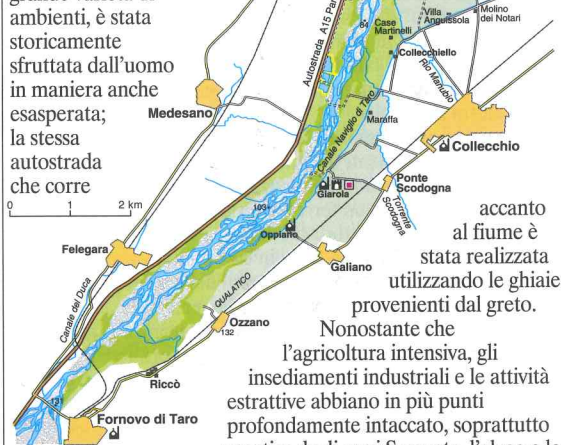 ambienti, è stata
storicamente
sfruttata dall'uomo
in maniera anche
esasperata;
la stessa
autostrada
che corre
accanto
al fiume è
stata realizzata
utilizzando le ghiaie
provenienti dal greto.
Nonostante che
l'agricoltura intensiva, gli
insediamenti industriali e le attività
estrattive abbiano in più punti
profondamente intaccato, soprattutto
0 1 2 km
Autostrada A15
Case
Martinelli
84
Villa
Anguissola
Molino
dei Notari
Collecchiello
Rio Manubio
Medesano
Maraffa
Canale Naviglio di Taro
Collecchio
Giarola
Ponte
Scodogna
Torrente
Scodogna
103
Oppiano
Felegara
Galiano
Canale del Duca
QUALATICO
Ozzano
132
Riccò
131
Fornovo di Taro